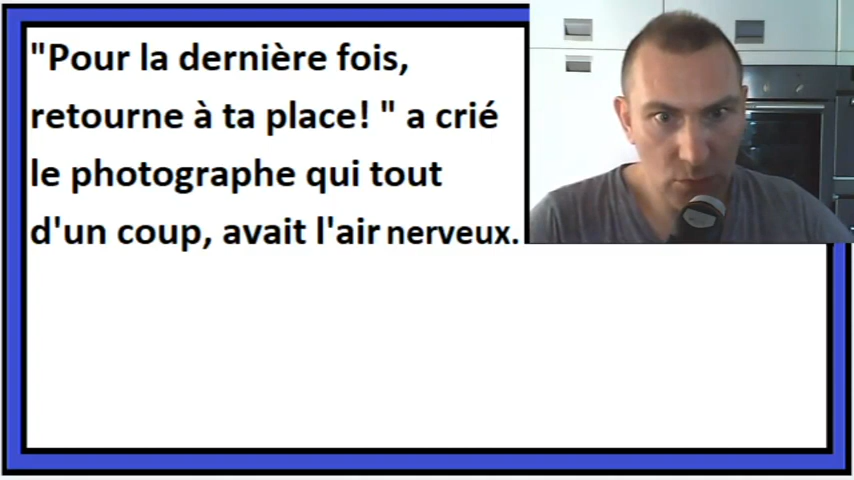 "Pour la dernière fois,
retourne à ta place! " a crié
le photographe qui tout
d'un coup, avait l'air nerveux.